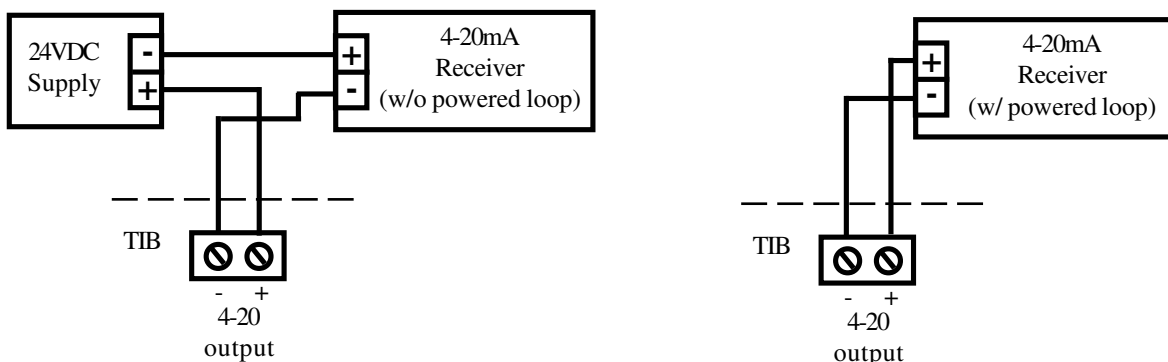 24VDC
Supply
-
+
+
-
4-20mA
Receiver
(w/o powered loop)
TIB
- +
4-20
output
+
-
4-20mA
Receiver
(w/ powered loop)
TIB
- +
4-20
output